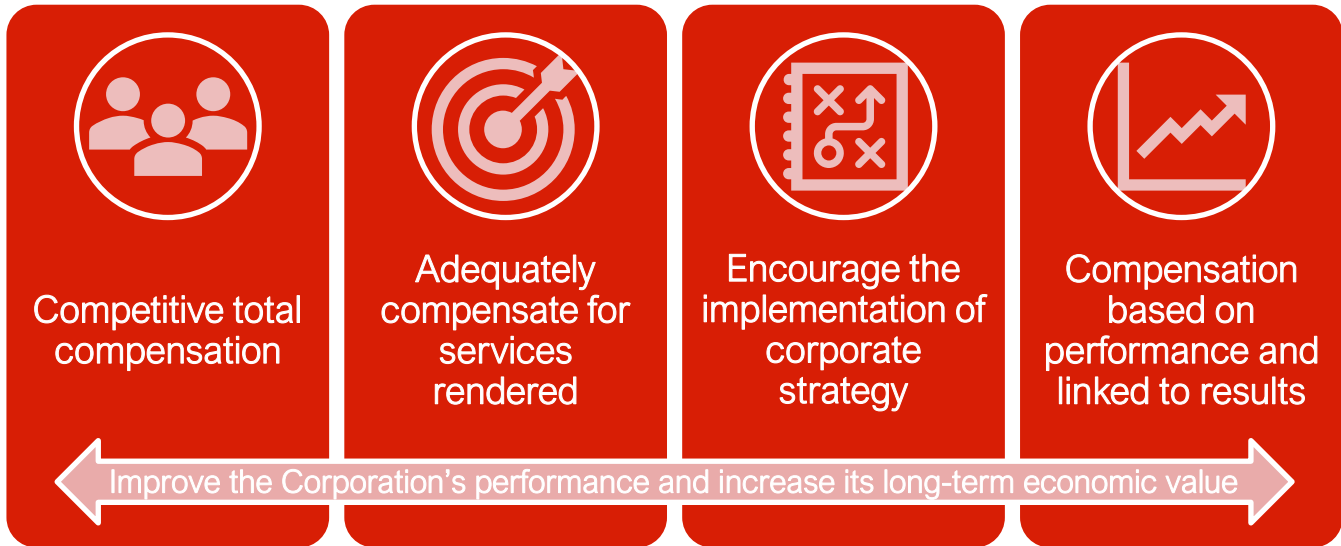 Competitive total
compensation
Adequately
compensate for
services
rendered
Encourage the
implementation of
corporate
strategy
Compensation
based on
performance and
linked to results
Improve the Corporation's performance and increase its long-term economic value